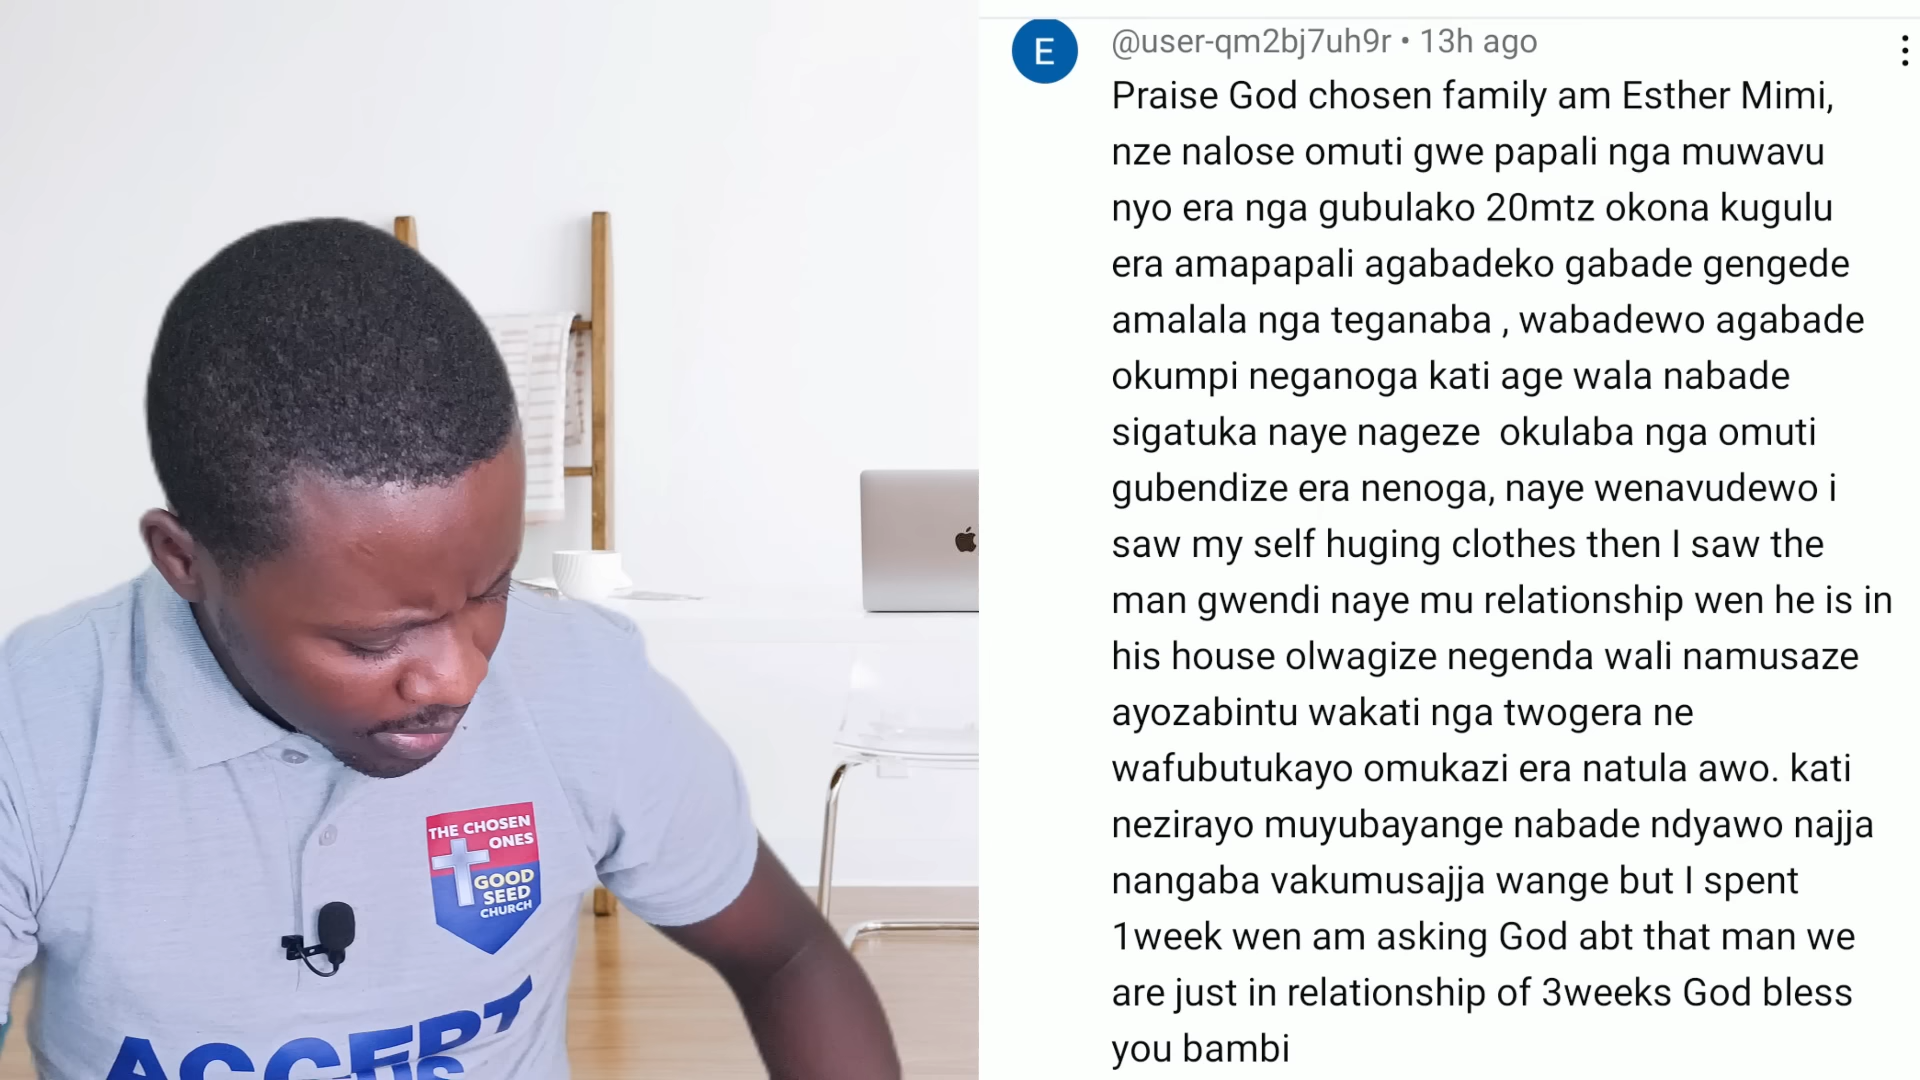 E
@user-qm2bj7uh9r • 13h ago
Praise God chosen family am Esther Mimi,
nze nalose omuti gwe papali nga muwavu
nyo era nga gubulako 20mtz okona kugulu
era amapapali agabadeko gabade gengede
amalala nga teganaba , wabadewo agabade
okumpi neganoga kati age wala nabade
sigatuka naye nageze okulaba nga omuti
gubendize era nenoga, naye wenavudewo i
saw my self huging clothes then I saw the
man gwendi naye mu relationship wen he is in
his house olwagize negenda wali namusaze
ayozabintu wakati nga twogera ne
wafubutukayo omukazi era natula awo. kati
nezirayo muyubayange nabade ndyawo najja
nangaba vakumusajja wange but I spent
1week wen am asking God abt that man we
are just in relationship of 3weeks God bless
you bambi
THE CHOSEN
ONES
GOOD
SEED
CHURCH
ACCEPT